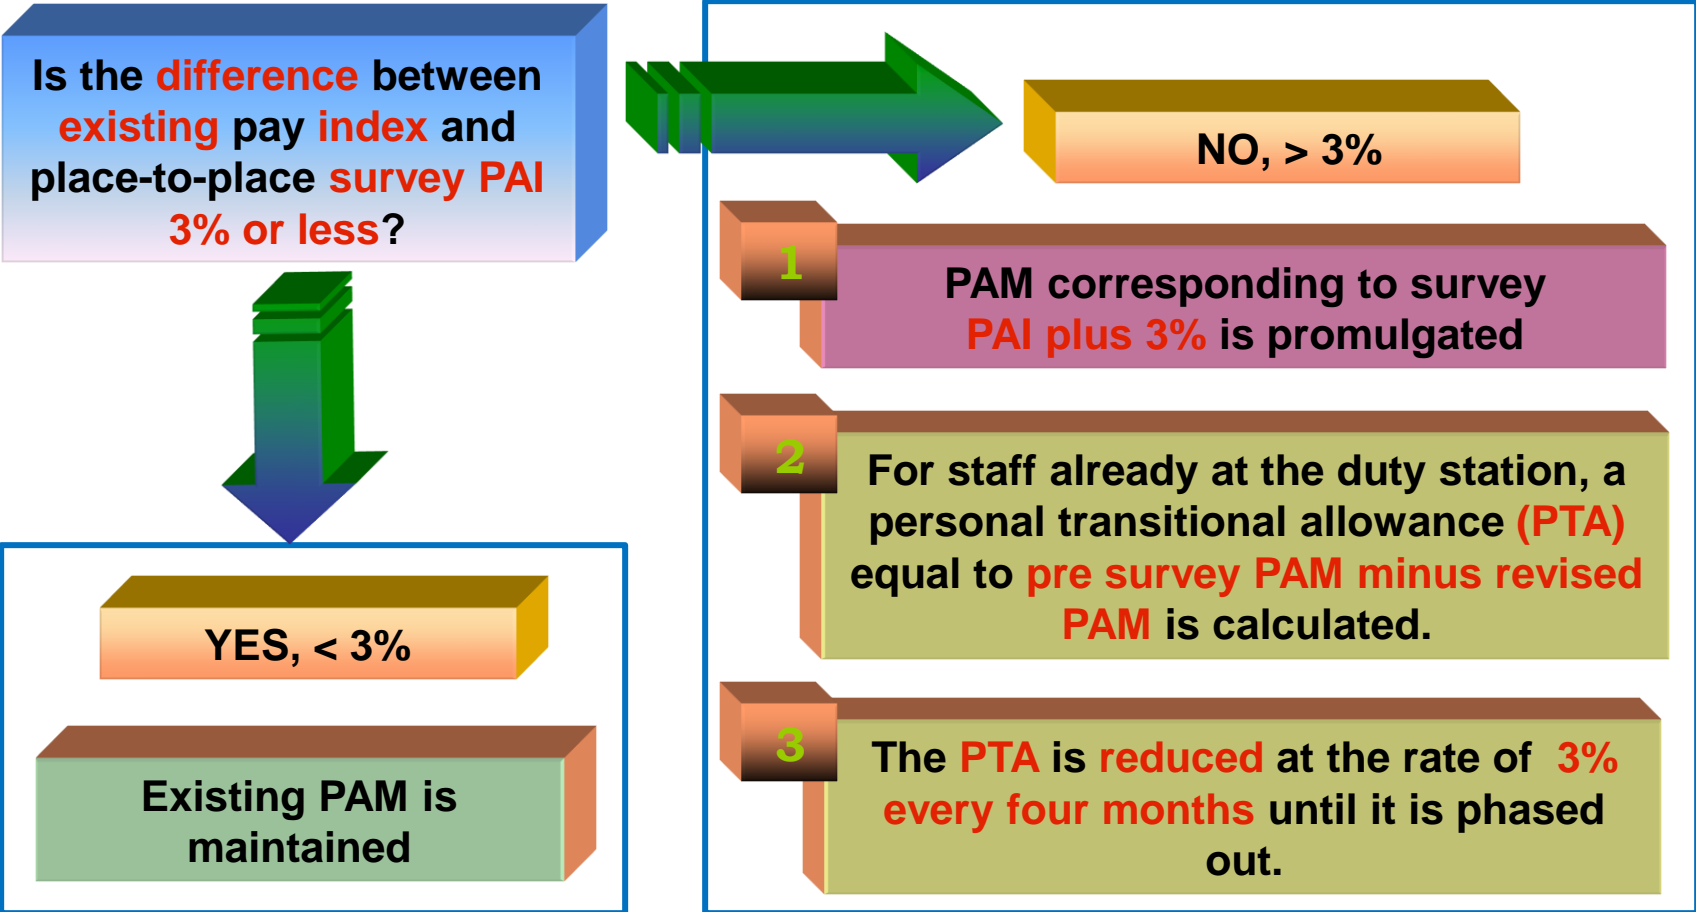 Is the difference between
existing pay index and
place-to-place survey PAI
3% or less?
NO, > 3%
1
PAM corresponding to survey
PAI plus 3% is promulgated
2
For staff already at the duty station, a
personal transitional allowance (PTA)
equal to pre survey PAM minus revised
PAM is calculated.
3
The PTA is reduced at the rate of 3%
every four months until it is phased
out.
YES, < 3%
Existing PAM is
maintained